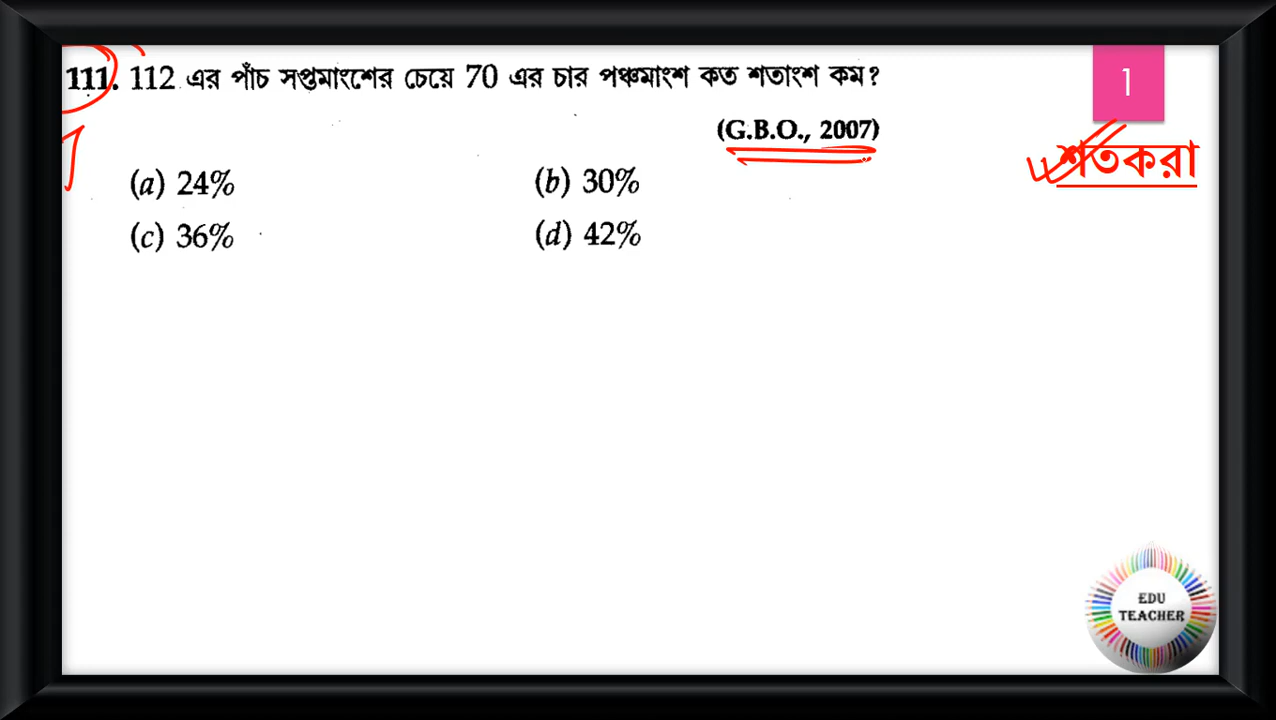 111. 112 এর পাঁচ সপ্তমাংশের চেয়ে 70 এর চার পঞ্চমাংশ কত শতাংশ কম?
1
(G.B.O., 2007)
শতকরা
(a) 24%
(b) 30%
(c) 36%
(d) 42%
EDU
TEACHER